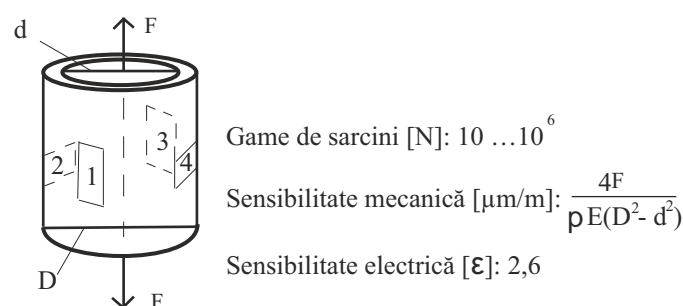 d
F
2
1
3
4
D
F
Game de sarcini [N]: 10 …10⁶
Sensibilitate mecanică [µm/m]: 4F / pE(D²- d²)
Sensibilitate electrică [ε]: 2,6